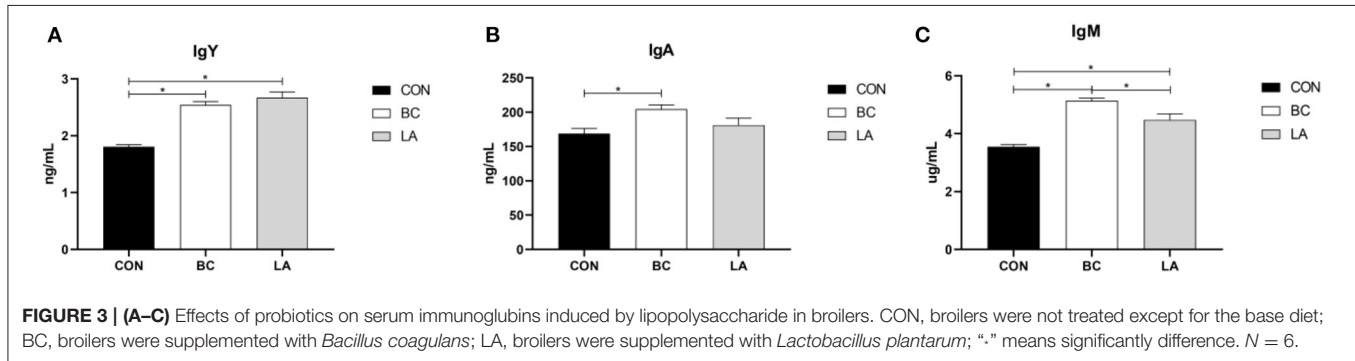 A
IgY
*
*
3
2
1
0
ng/mL
CON
BC
LA
CON
BC
LA
B
IgA
*
250
200
150
100
50
0
ng/mL
CON
BC
LA
CON
BC
LA
C
IgM
*
* *
6
4
2
0
ug/mL
CON
BC
LA
CON
BC
LA
FIGURE 3 | (A–C) Effects of probiotics on serum immunoglubins induced by lipopolysaccharide in broilers. CON, broilers were not treated except for the base diet;
BC, broilers were supplemented with Bacillus coagulans; LA, broilers were supplemented with Lactobacillus plantarum; “*” means significantly difference. N = 6.